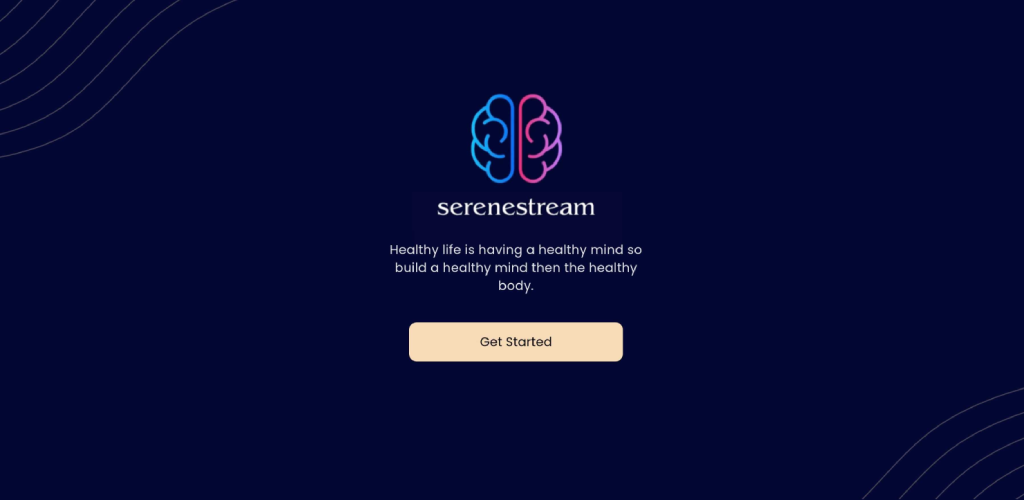 serenestream
Healthy life is having a healthy mind so
build a healthy mind then the healthy
body.
Get Started